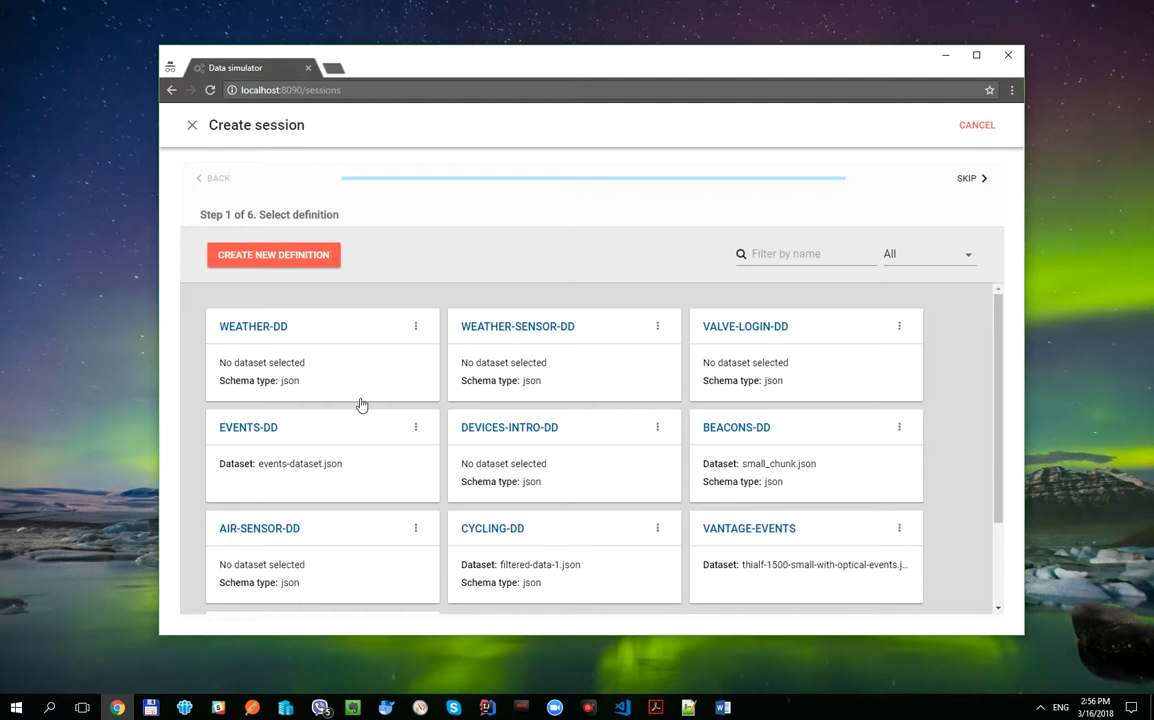 Data simulator
localhost:8090/sessions
Create session
CANCEL
BACK
SKIP
Step 1 of 6. Select definition
CREATE NEW DEFINITION
Filter by name
All
WEATHER-DD
No dataset selected
Schema type: json
WEATHER-SENSOR-DD
No dataset selected
Schema type: json
VALVE-LOGIN-DD
No dataset selected
Schema type: json
EVENTS-DD
Dataset: events-dataset.json
DEVICES-INTRO-DD
No dataset selected
Schema type: json
BEACONS-DD
Dataset: small_chunk.json
Schema type: json
AIR-SENSOR-DD
No dataset selected
Schema type: json
CYCLING-DD
Dataset: filtered-data-1.json
Schema type: json
VANTAGE-EVENTS
Dataset: thialf-1500-small-with-optical-events.j...
ENG
2:56 PM
3/16/2018